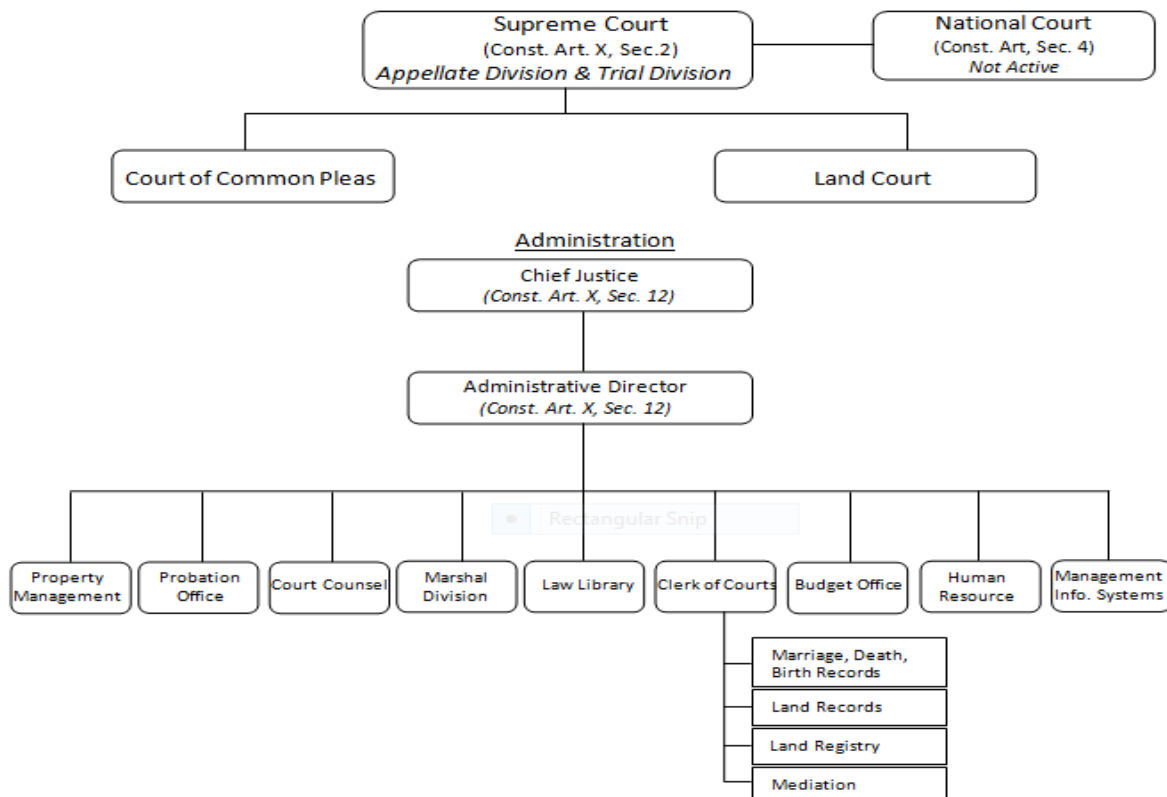 Supreme Court
(Const. Art. X, Sec.2)
Appellate Division & Trial Division
National Court
(Const. Art, Sec. 4)
Not Active
Court of Common Pleas
Land Court
Administration
Chief Justice
(Const. Art. X, Sec. 12)
Administrative Director
(Const. Art. X, Sec. 12)
Rectangular Snip
Property
Management
Probation
Office
Court Counsel
Marshal
Division
Law Library
Clerk of Courts
Budget Office
Human
Resource
Management
Info. Systems
Marriage, Death,
Birth Records
Land Records
Land Registry
Mediation